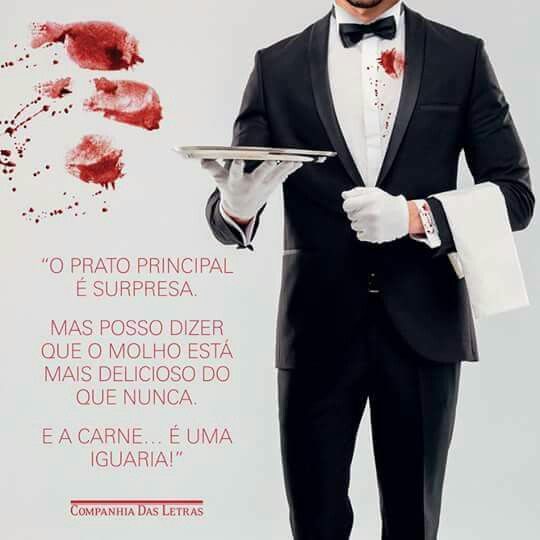 “O PRATO PRINCIPAL
É SURPRESA.
MAS POSSO DIZER
QUE O MOLHO ESTÁ
MAIS DELICIOSO DO
QUE NUNCA.
E A CARNE... É UMA
IGUARIA!”
COMPANHIA DAS LETRAS